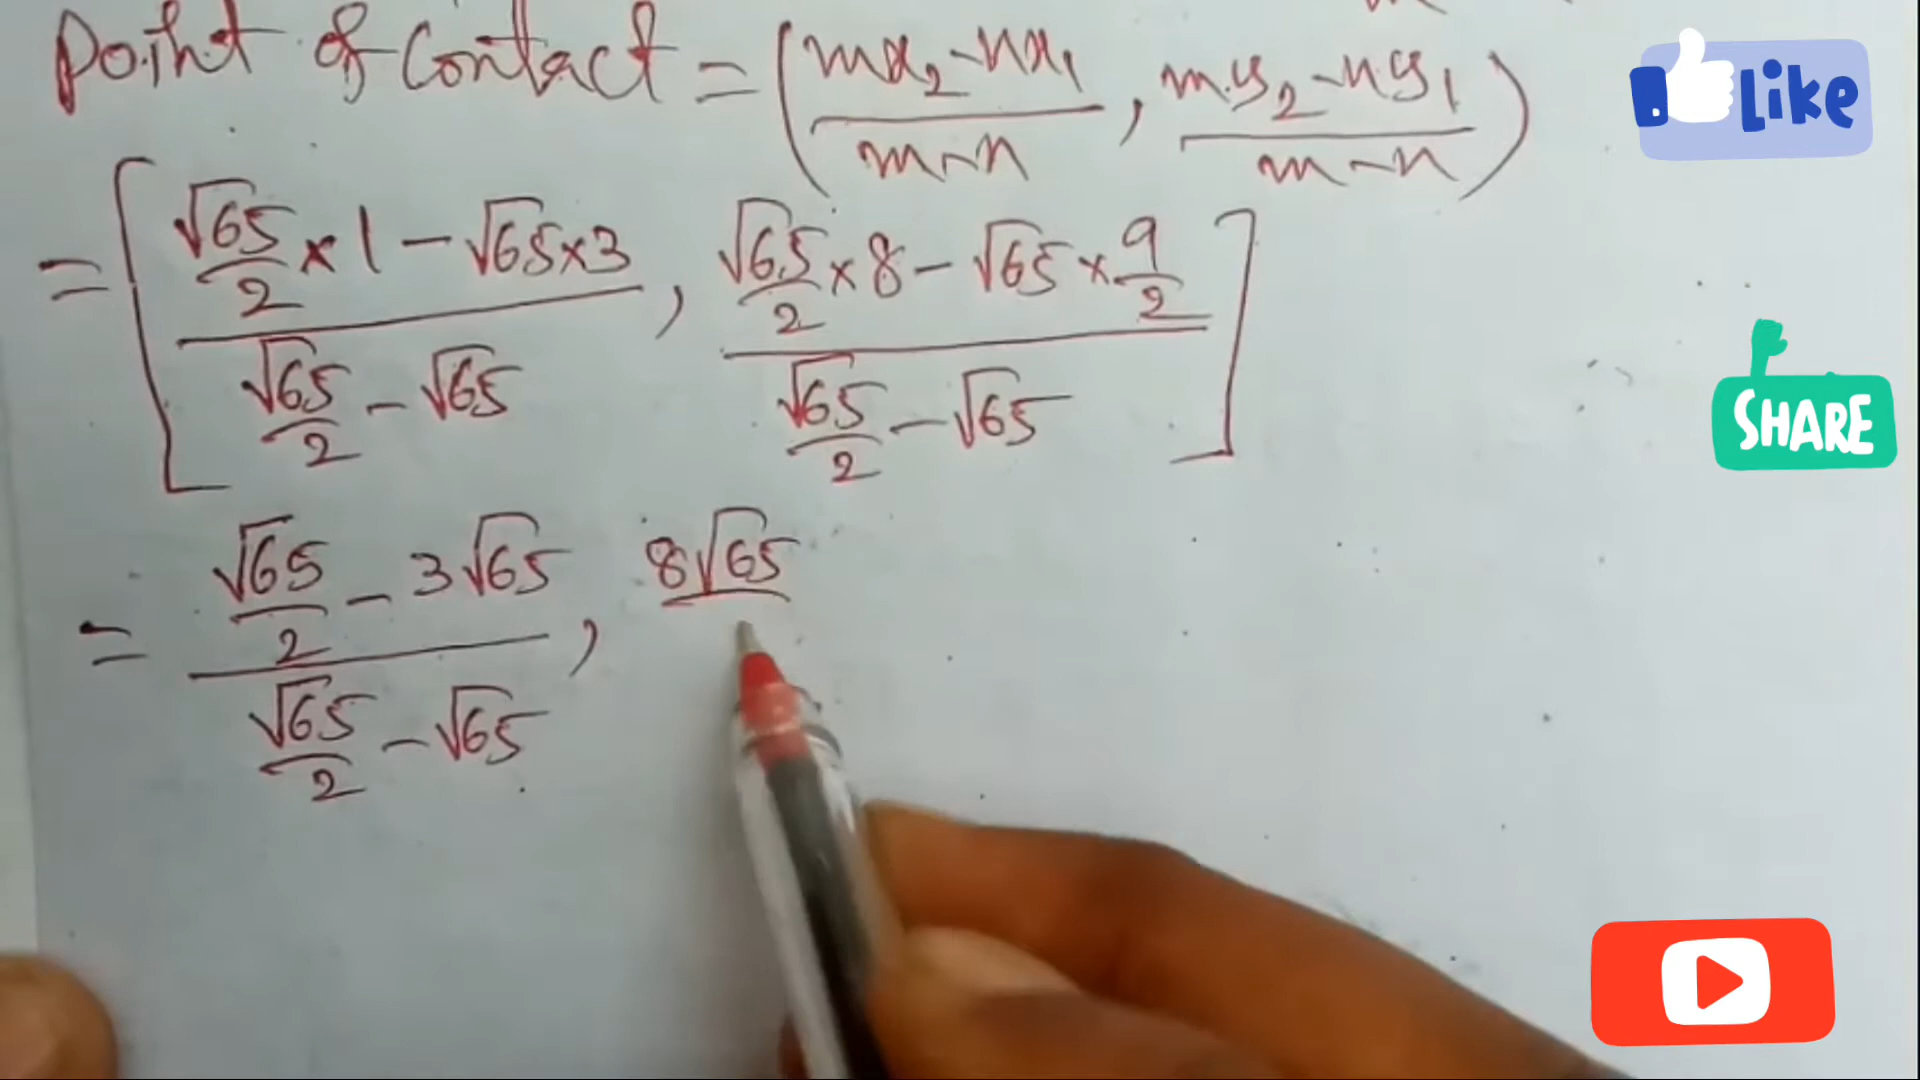 Point of Contact = (mx₂-nx₁/m-n, my₂-ny₁/m-n)
= [√65/2 × 1 - √65×3 / √65/2 - √65, √65/2 × 8 - √65 × 9/2 / √65/2 - √65]
= √65/2 - 3√65 / √65/2 - √65, 8√65
Like
SHARE